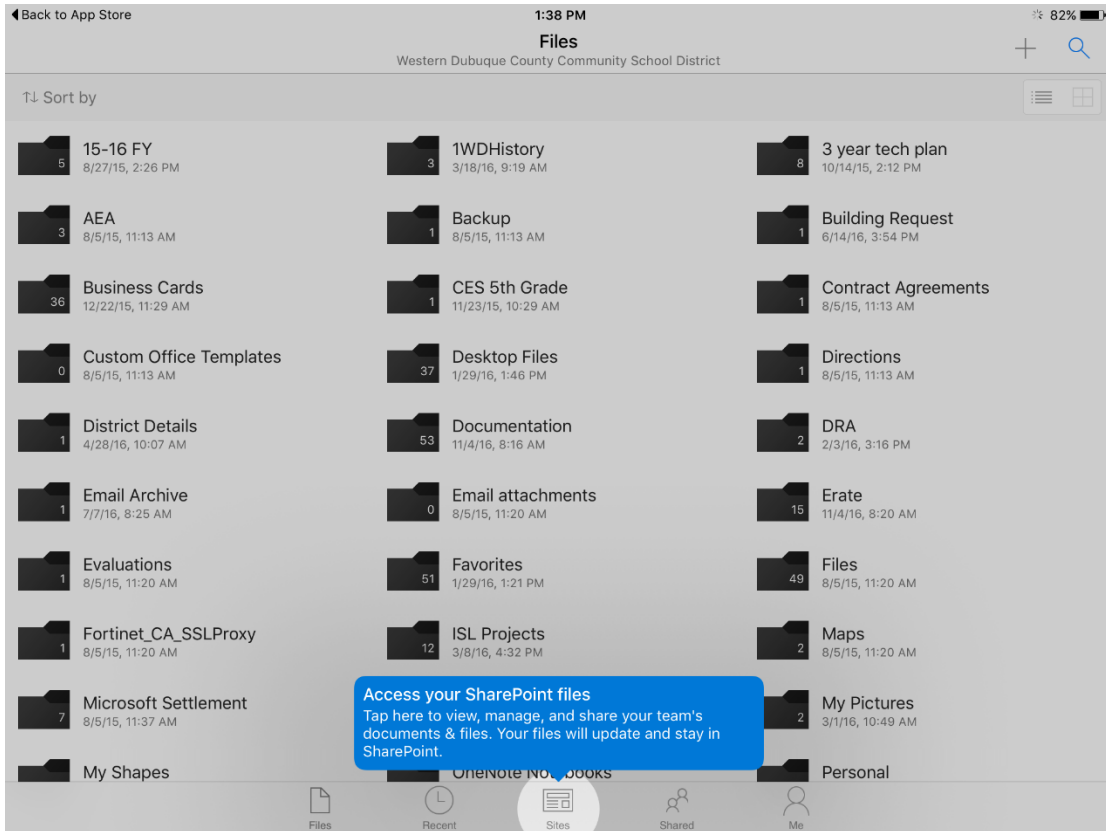 Back to App Store 1:38 PM 82%
Files
Western Dubuque County Community School District
Sort by
15-16 FY 1WDHistory 3 year tech plan
5 8/27/15, 2:26 PM 3 3/18/16, 9:19 AM 8 10/14/15, 2:12 PM
AEA Backup Building Request
3 8/5/15, 11:13 AM 1 8/5/15, 11:13 AM 1 6/14/16, 3:54 PM
Business Cards CES 5th Grade Contract Agreements
36 12/22/15, 11:29 AM 1 11/23/15, 10:29 AM 1 8/5/15, 11:13 AM
Custom Office Templates Desktop Files Directions
0 8/5/15, 11:13 AM 37 1/29/16, 1:46 PM 1 8/5/15, 11:13 AM
District Details Documentation DRA
1 4/28/16, 10:07 AM 53 11/4/16, 8:16 AM 2 2/3/16, 3:16 PM
Email Archive Email attachments Erate
1 7/7/16, 8:25 AM 0 8/5/15, 11:20 AM 15 11/4/16, 8:20 AM
Evaluations Favorites Files
1 8/5/15, 11:20 AM 51 1/29/16, 1:21 PM 49 8/5/15, 11:20 AM
Fortinet_CA_SSLProxy ISL Projects Maps
1 8/5/15, 11:20 AM 12 3/8/16, 4:32 PM 2 8/5/15, 11:20 AM
Microsoft Settlement My Pictures
7 8/5/15, 11:37 AM 2 3/1/16, 10:49 AM
Access your SharePoint files
Tap here to view, manage, and share your team's
documents & files. Your files will update and stay in
SharePoint.
My Shapes OneNote Notebooks Personal
Files Recent Sites Shared Me